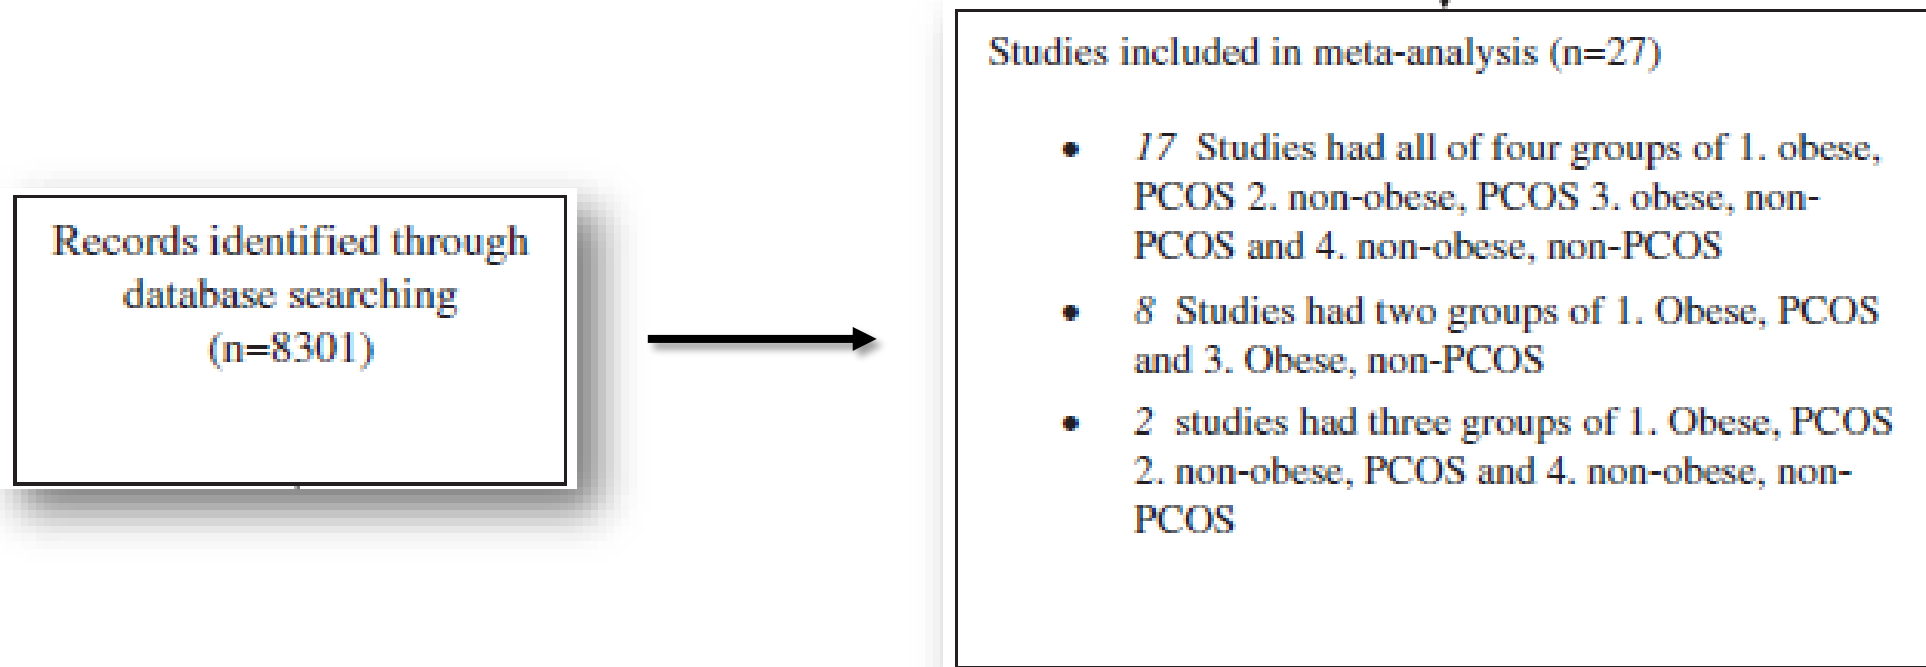 Records identified through
database searching
(n=8301)
Studies included in meta-analysis (n=27)
• 17 Studies had all of four groups of 1. obese,
PCOS 2. non-obese, PCOS 3. obese, non-
PCOS and 4. non-obese, non-PCOS
• 8 Studies had two groups of 1. Obese, PCOS
and 3. Obese, non-PCOS
• 2 studies had three groups of 1. Obese, PCOS
2. non-obese, PCOS and 4. non-obese, non-
PCOS